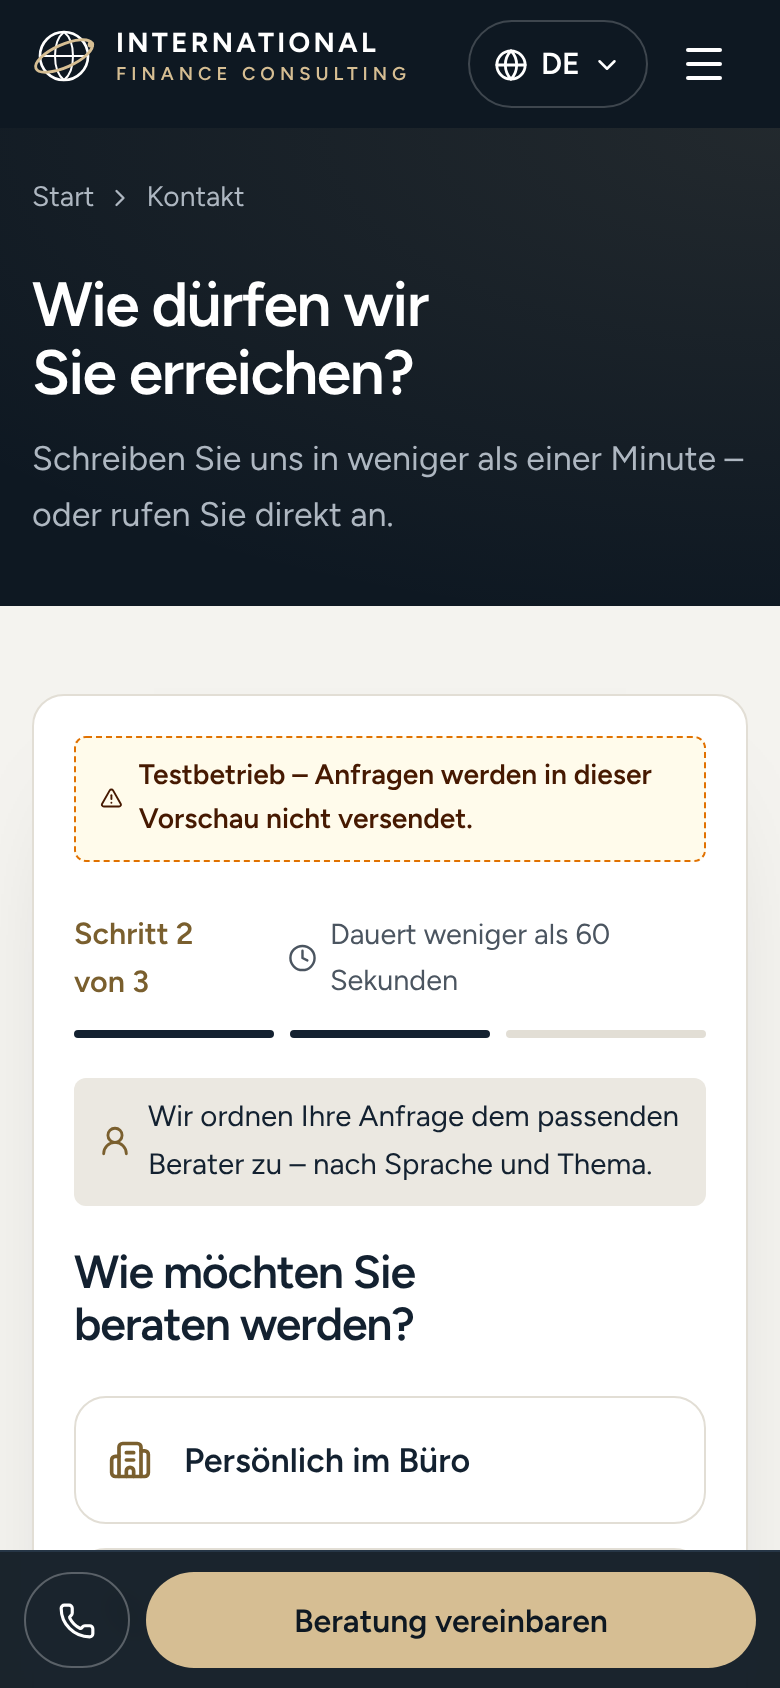 INTERNATIONAL
FINANCE CONSULTING
DE
Start > Kontakt
Wie dürfen wir
Sie erreichen?
Schreiben Sie uns in weniger als einer Minute –
oder rufen Sie direkt an.
Testbetrieb – Anfragen werden in dieser
Vorschau nicht versendet.
Schritt 2
von 3
Dauert weniger als 60
Sekunden
Wir ordnen Ihre Anfrage dem passenden
Berater zu – nach Sprache und Thema.
Wie möchten Sie
beraten werden?
Persönlich im Büro
Beratung vereinbaren